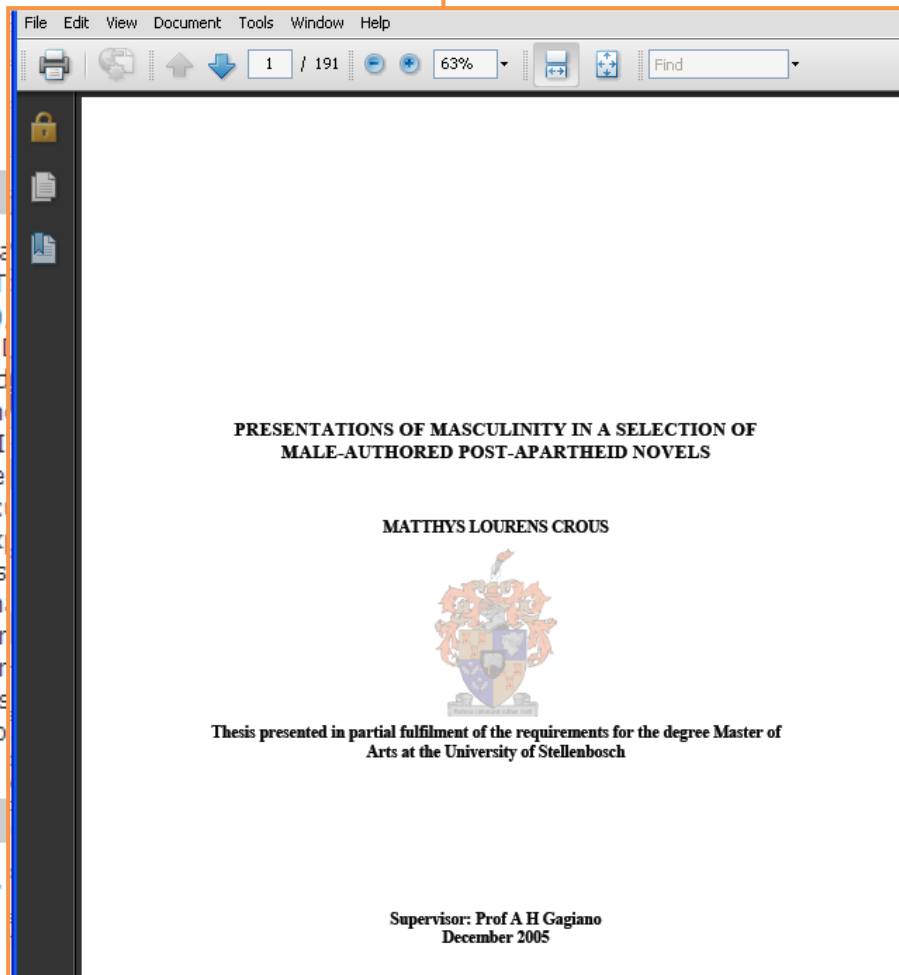 File Edit View Document Tools Window Help
1 / 191 63% Find
PRESENTATIONS OF MASCULINITY IN A SELECTION OF
MALE-AUTHORED POST-APARTHEID NOVELS
MATTHYS LOURENS CROUS
Thesis presented in partial fulfilment of the requirements for the degree Master of
Arts at the University of Stellenbosch
Supervisor: Prof A H Gagiano
December 2005